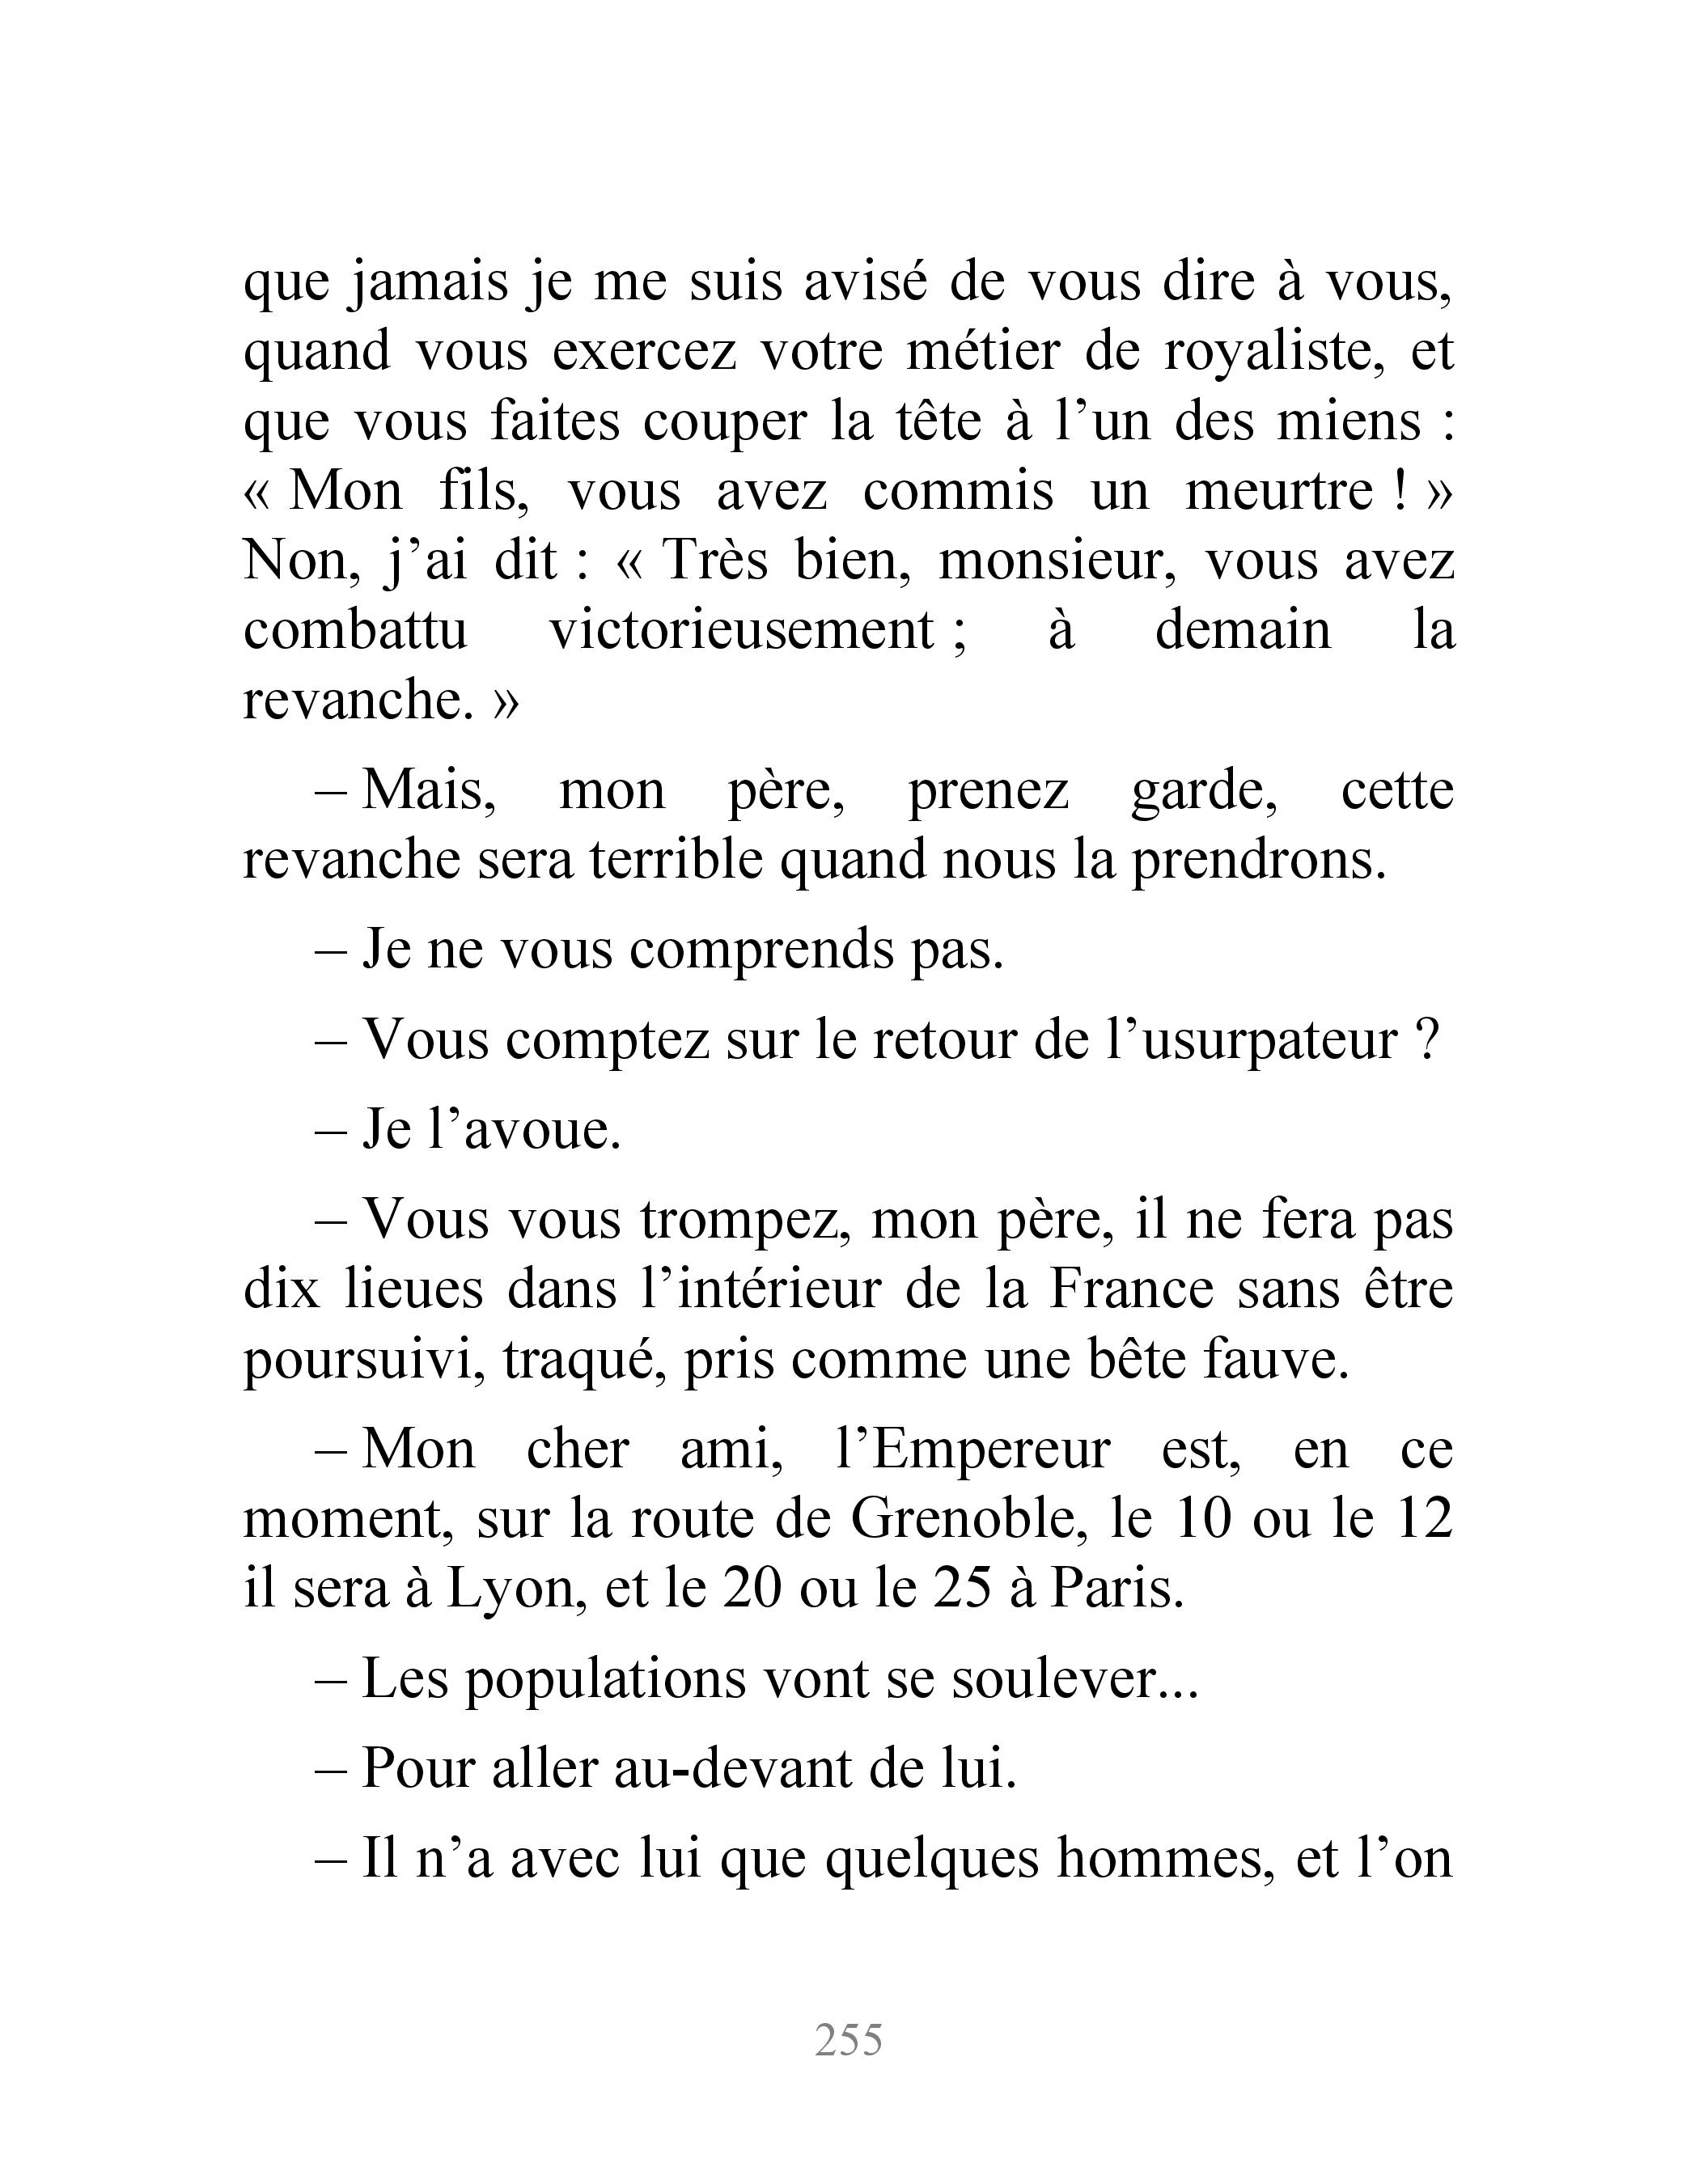 que jamais je me suis avisé de vous dire à vous,
quand vous exercez votre métier de royaliste, et
que vous faites couper la tête à l’un des miens :
« Mon fils, vous avez commis un meurtre ! »
Non, j’ai dit : « Très bien, monsieur, vous avez
combattu victorieusement ; à demain la
revanche. »
– Mais, mon père, prenez garde, cette
revanche sera terrible quand nous la prendrons.
– Je ne vous comprends pas.
– Vous comptez sur le retour de l’usurpateur ?
– Je l’avoue.
– Vous vous trompez, mon père, il ne fera pas
dix lieues dans l’intérieur de la France sans être
poursuivi, traqué, pris comme une bête fauve.
– Mon cher ami, l’Empereur est, en ce
moment, sur la route de Grenoble, le 10 ou le 12
il sera à Lyon, et le 20 ou le 25 à Paris.
– Les populations vont se soulever...
– Pour aller au-devant de lui.
– Il n’a avec lui que quelques hommes, et l’on
255